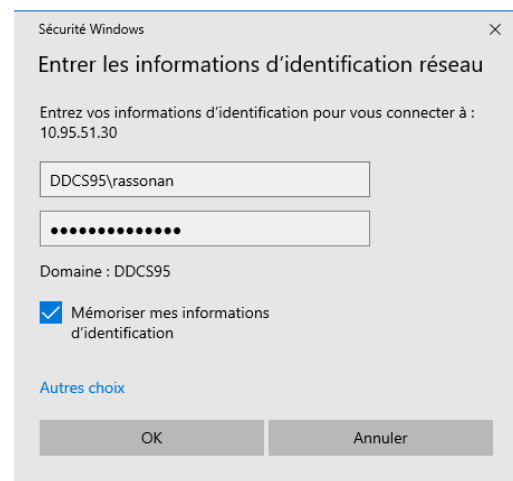 Sécurité Windows
Entrer les informations d’identification réseau
Entrez vos informations d’identification pour vous connecter à :
10.95.51.30
DDCS95\rassonan
●●●●●●●●●●●●●●
Domaine : DDCS95
Mémoriser mes informations
d’identification
Autres choix
OK
Annuler